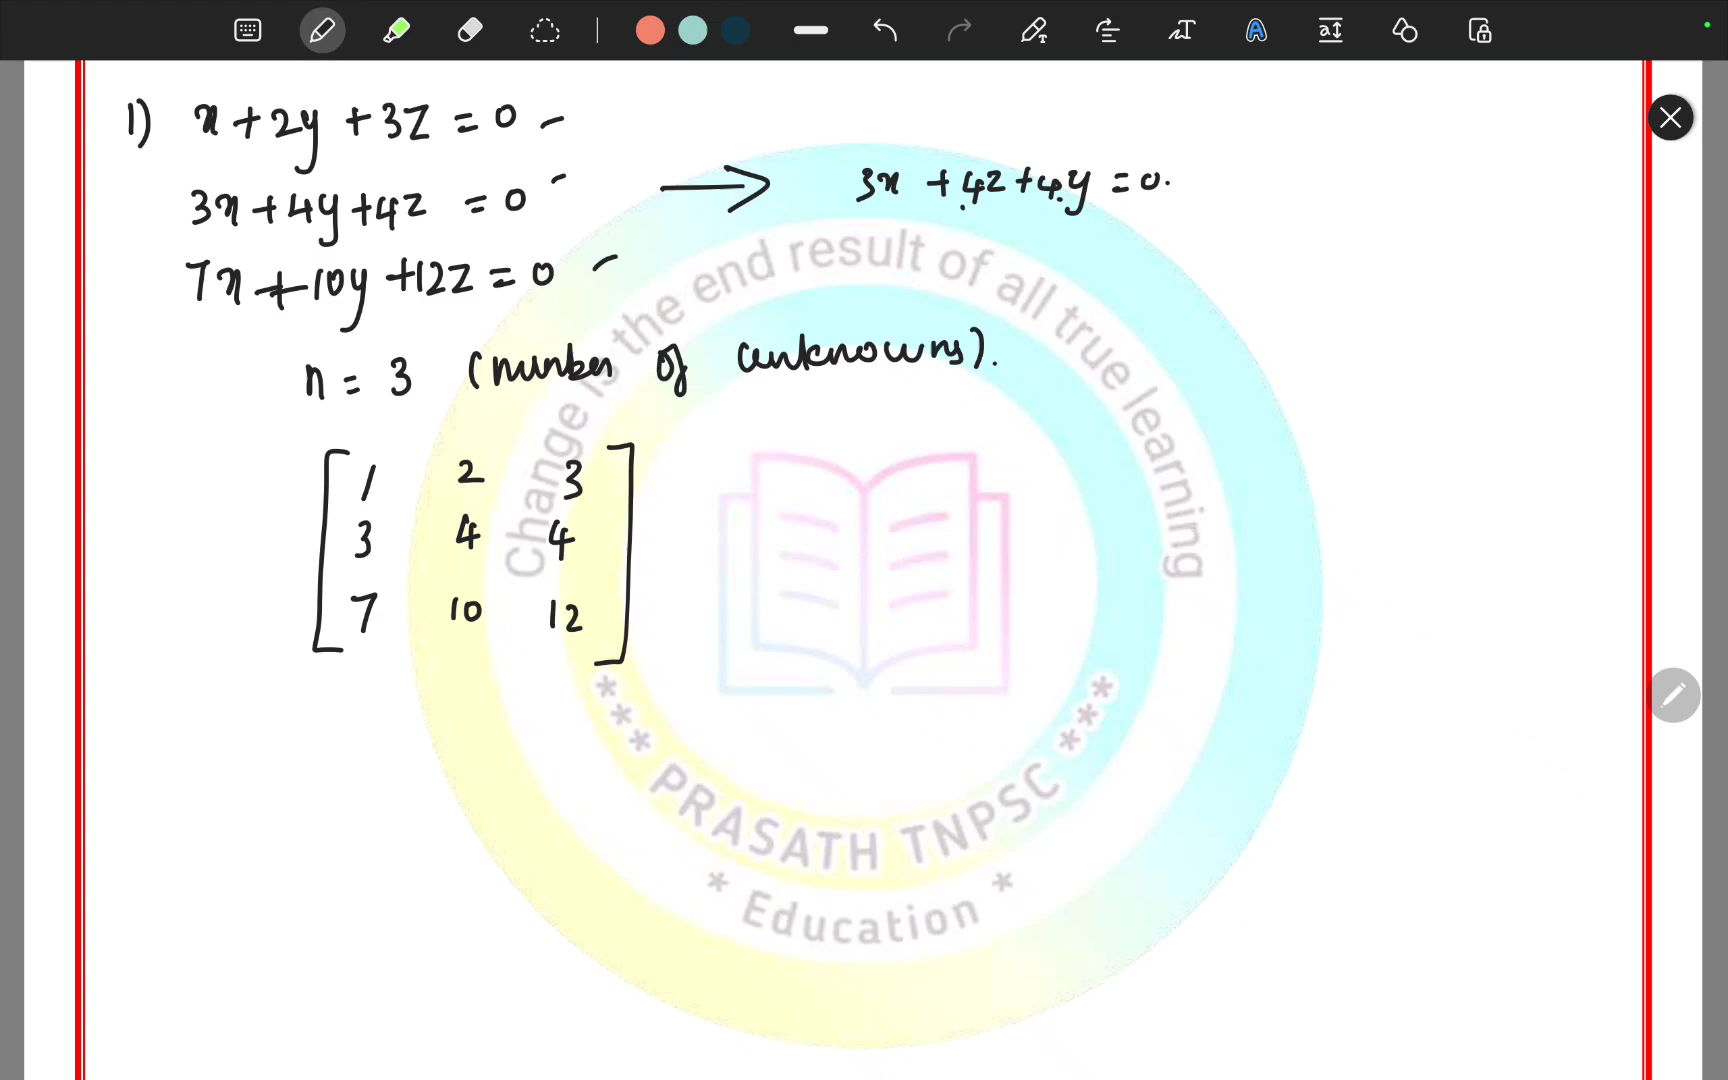 1) x + 2y + 3z = 0 -
3x + 4y + 4z = 0 - → 3x + 4z + 4y = 0.
7x + 10y + 12z = 0 -
n = 3 (number of unknowns).
1 2 3
3 4 4
7 10 12
Change is the end result of all true learning
*** PRASATH TNPSC ***
* Education *